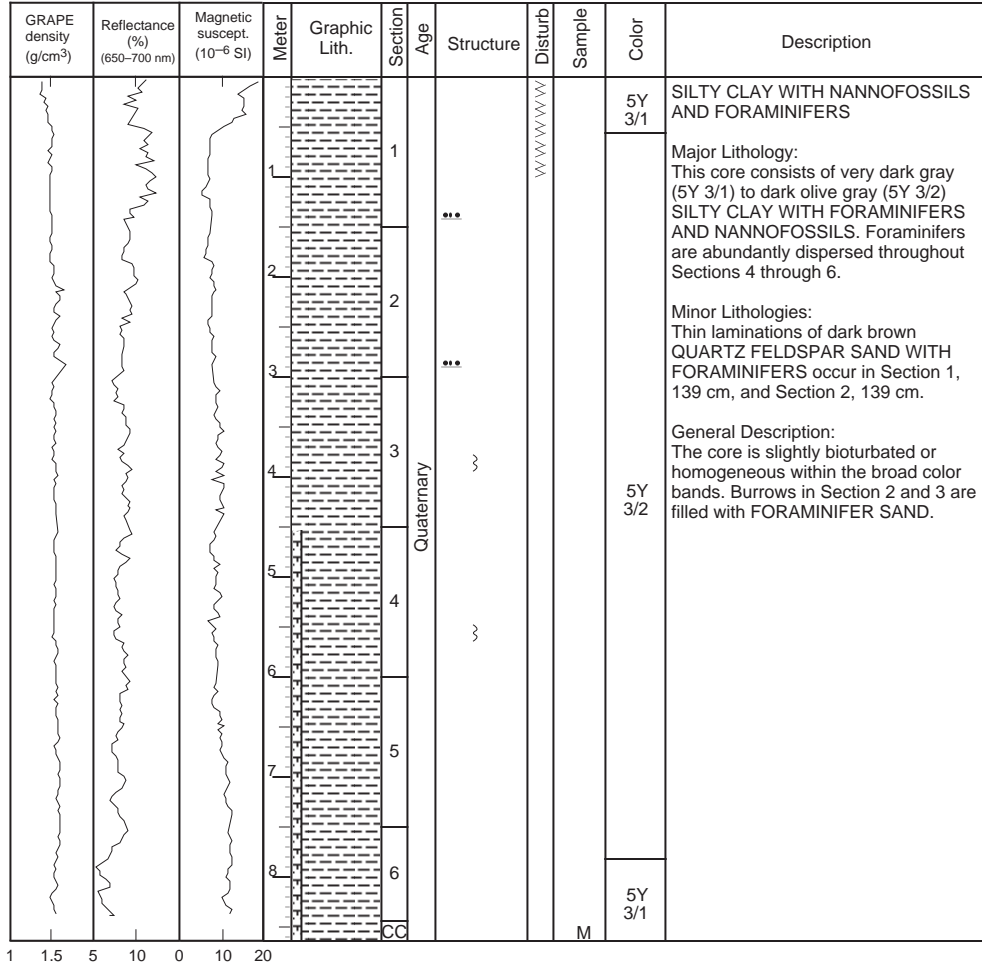 GRAPE
density
(g/cm³)
Reflectance
(%)
(650–700 nm)
Magnetic
suscept.
(10⁻⁶ SI)
Meter
Graphic
Lith.
Section
Age
Structure
Disturb
Sample
Color
Description
1
2
3
4
5
6
7
8
1
2
3
4
5
6
CC
Quaternary
M
5Y
3/1
5Y
3/2
5Y
3/1
SILTY CLAY WITH NANNOFOSSILS
AND FORAMINIFERS
Major Lithology:
This core consists of very dark gray
(5Y 3/1) to dark olive gray (5Y 3/2)
SILTY CLAY WITH FORAMINIFERS
AND NANNOFOSSILS. Foraminifers
are abundantly dispersed throughout
Sections 4 through 6.
Minor Lithologies:
Thin laminations of dark brown
QUARTZ FELDSPAR SAND WITH
FORAMINIFERS occur in Section 1,
139 cm, and Section 2, 139 cm.
General Description:
The core is slightly bioturbated or
homogeneous within the broad color
bands. Burrows in Section 2 and 3 are
filled with FORAMINIFER SAND.
1 1.5 5 10 0 10 20